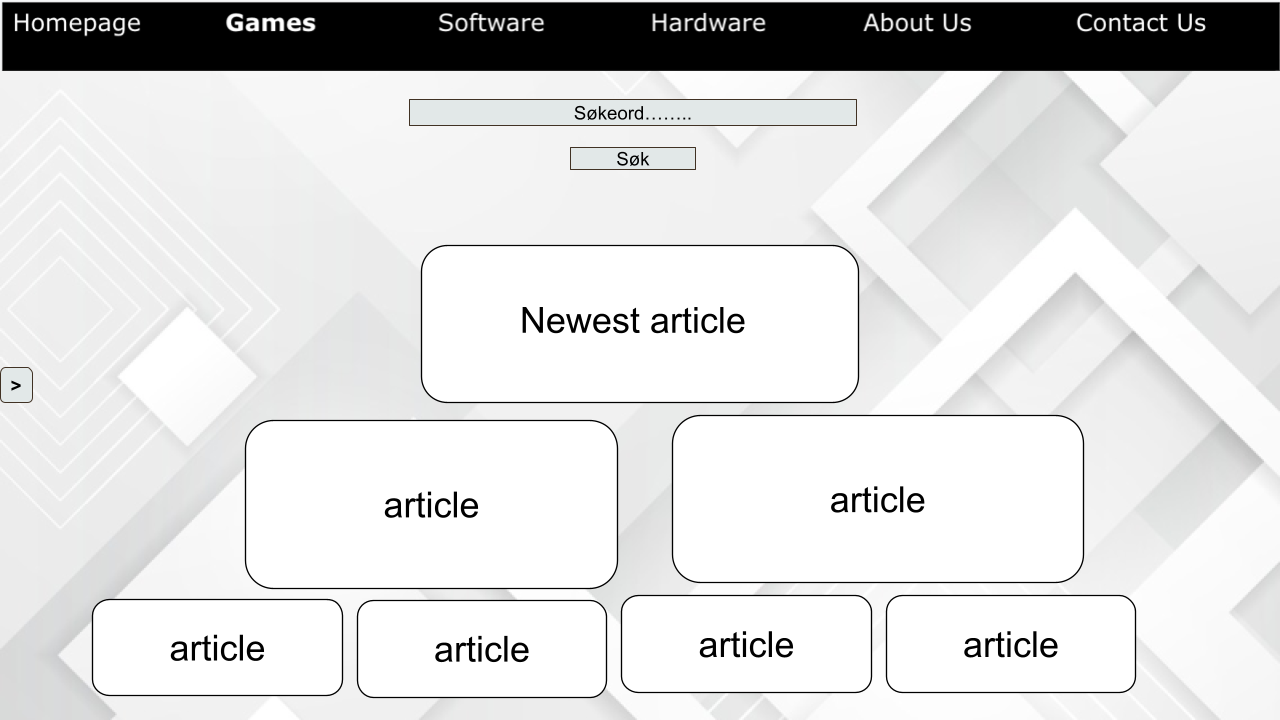 Homepage Games Software Hardware About Us Contact Us
Søkeord……..
Søk
Newest article
>
article article
article article article article